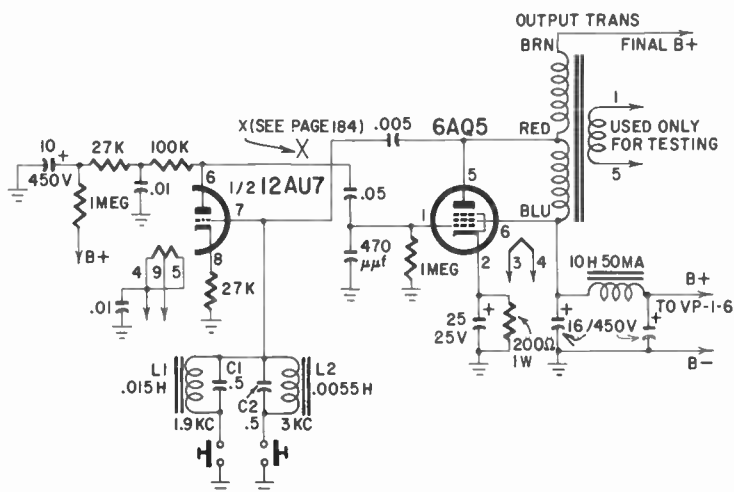 OUTPUT TRANS
BRN
FINAL B+
X (SEE PAGE 184)
X
.005
6AQ5
RED
1
USED ONLY
FOR TESTING
5
10
+
450V
27K
100K
.01
1MEG
B+
6
1/2 12AU7
7
8
27K
.05
470
μμf
1MEG
1
5
6
2
BLU
3
4
10H 50MA
B+
TO VP-1-6
B-
+
25
25V
200Ω
1W
+
16/450V
+
4
9
5
.01
L1
.015H
C1
.5
L2
.0055H
C2
.5
1.9KC
3KC